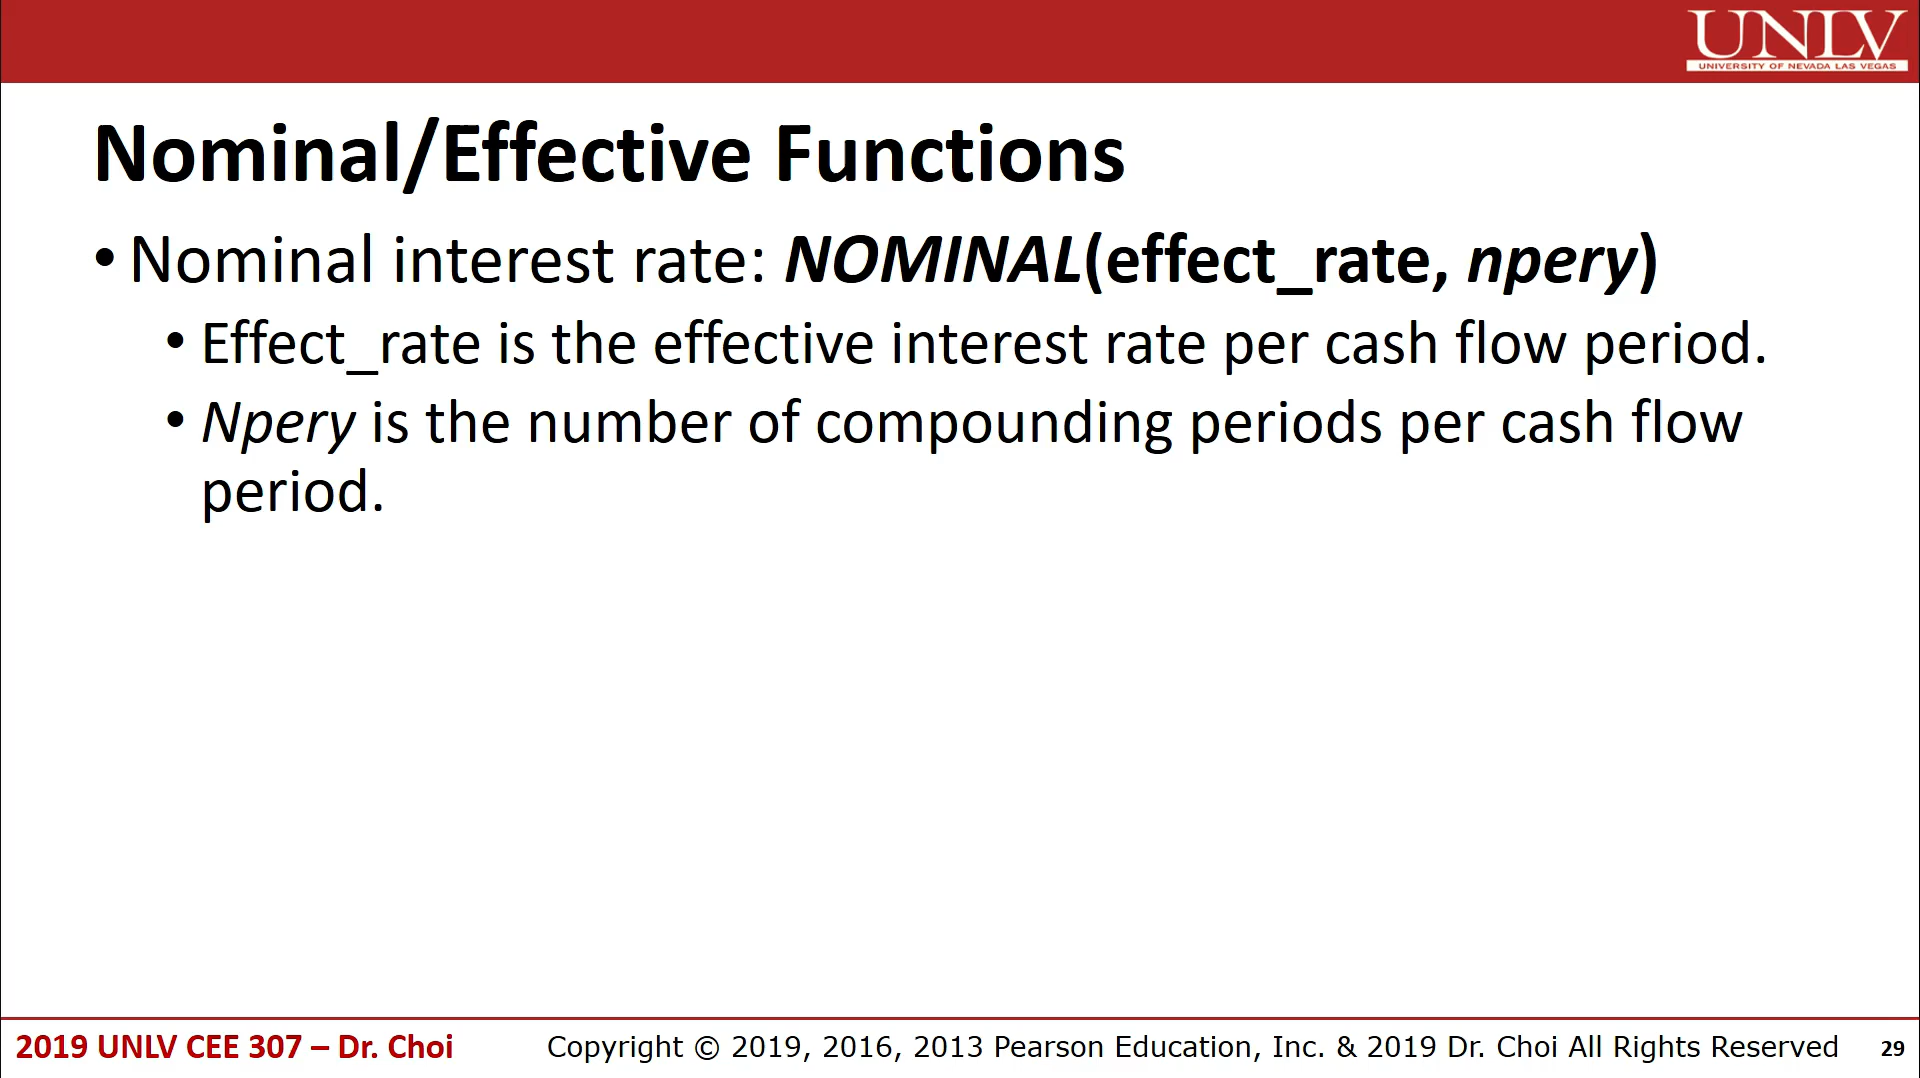 UNLV
UNIVERSITY OF NEVADA LAS VEGAS
Nominal/Effective Functions
• Nominal interest rate: NOMINAL(effect_rate, npery)
• Effect_rate is the effective interest rate per cash flow period.
• Npery is the number of compounding periods per cash flow
period.
2019 UNLV CEE 307 – Dr. Choi
Copyright © 2019, 2016, 2013 Pearson Education, Inc. & 2019 Dr. Choi All Rights Reserved
29